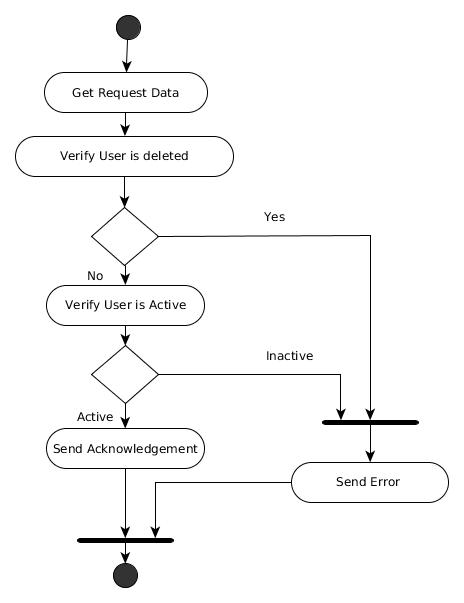 Get Request Data
Verify User is deleted
Yes
No
Verify User is Active
Inactive
Active
Send Acknowledgement
Send Error